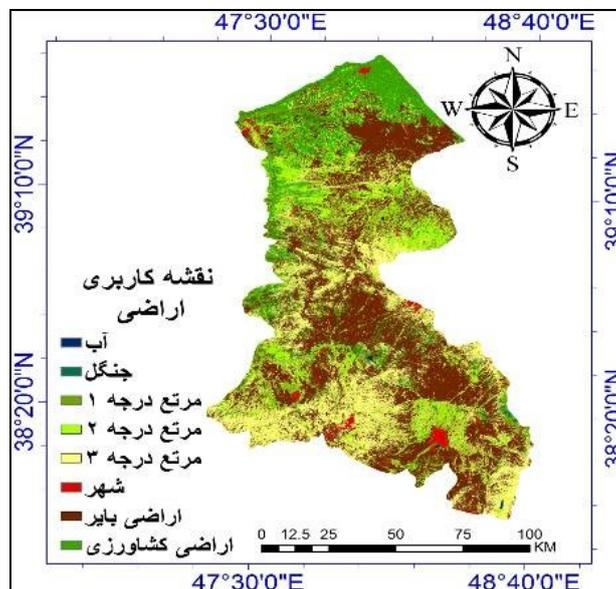 47°30'0"E 48°40'0"E
N
W E
S
39°10'0"N 39°10'0"N
نقشه کاربری
اراضی
آب
جنگل
مرتع درجه ۱
مرتع درجه ۲
مرتع درجه ۳
شهر
اراضی بایر
اراضی کشاورزی
38°20'0"N 38°20'0"N
0 12.5 25 50 75 100
KM
47°30'0"E 48°40'0"E